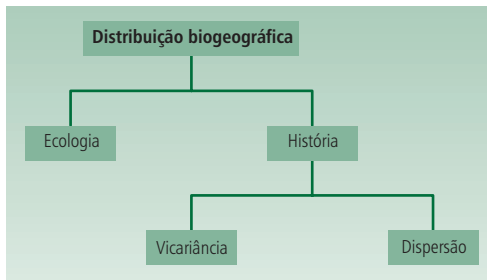 Distribuição biogeográfica
Ecologia
História
Vicariância
Dispersão